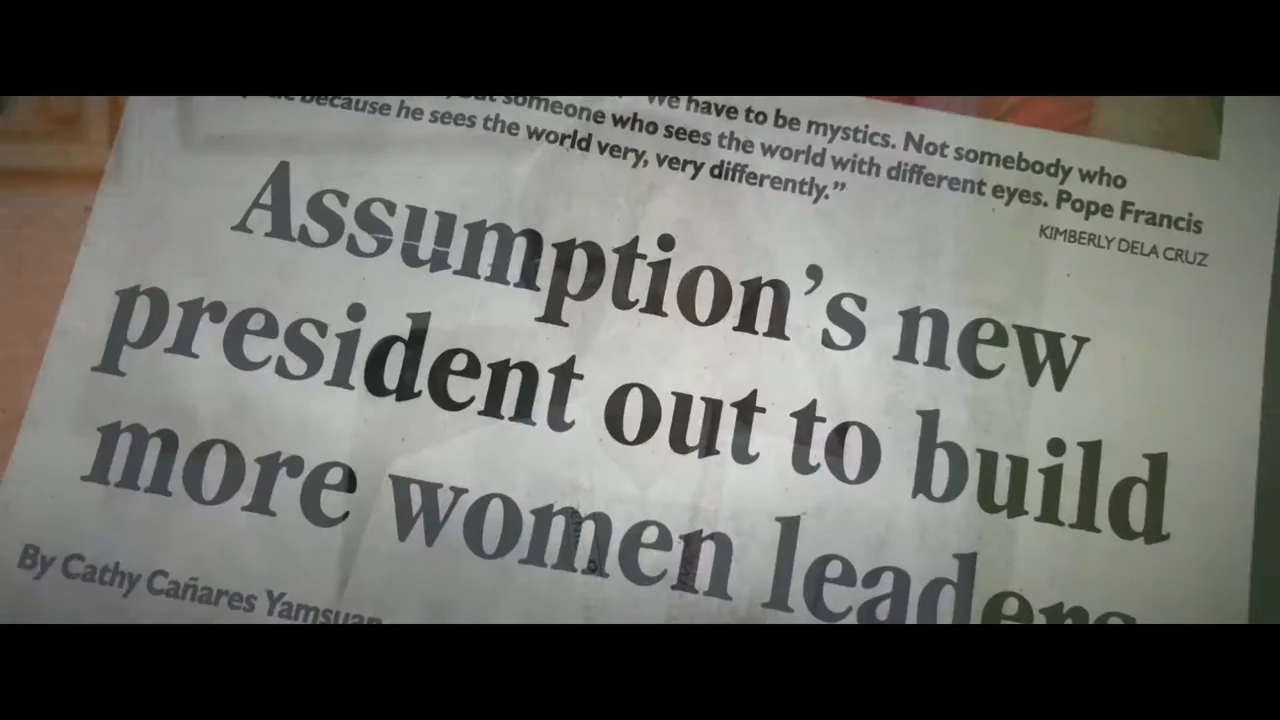 We have to be mystics. Not somebody who
but someone who sees the world with different eyes. Pope Francis
because he sees the world very, very differently.”
KIMBERLY DELA CRUZ
Assumption’s new
president out to build
more women leaders
By Cathy Cañares Yamsuan